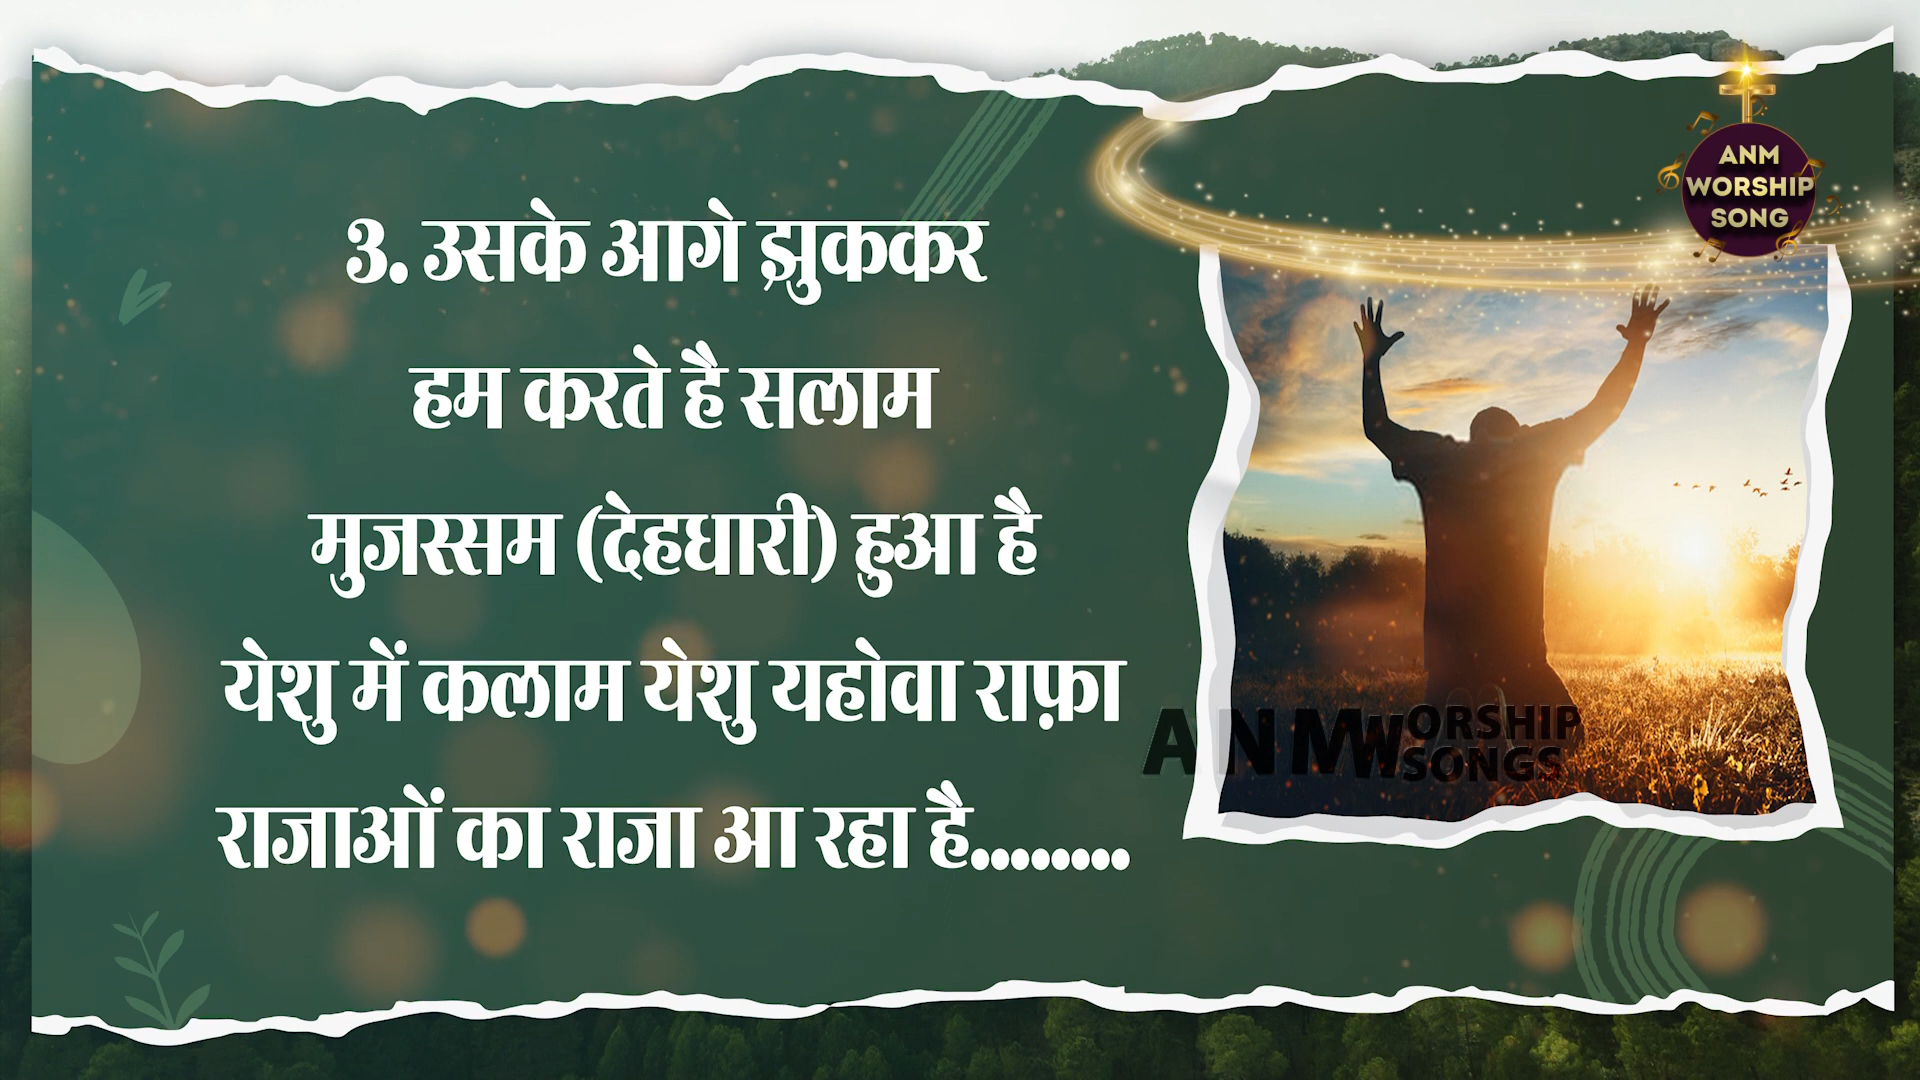 3. उसके आगे झुककर
हम करते है सलाम
मुजस्सम (देहधारी) हुआ है
येशु में कलाम येशु यहोवा राफ़ा
राजाओं का राजा आ रहा है........
ANM
WORSHIP
SONG
ANM WORSHIP
SONGS